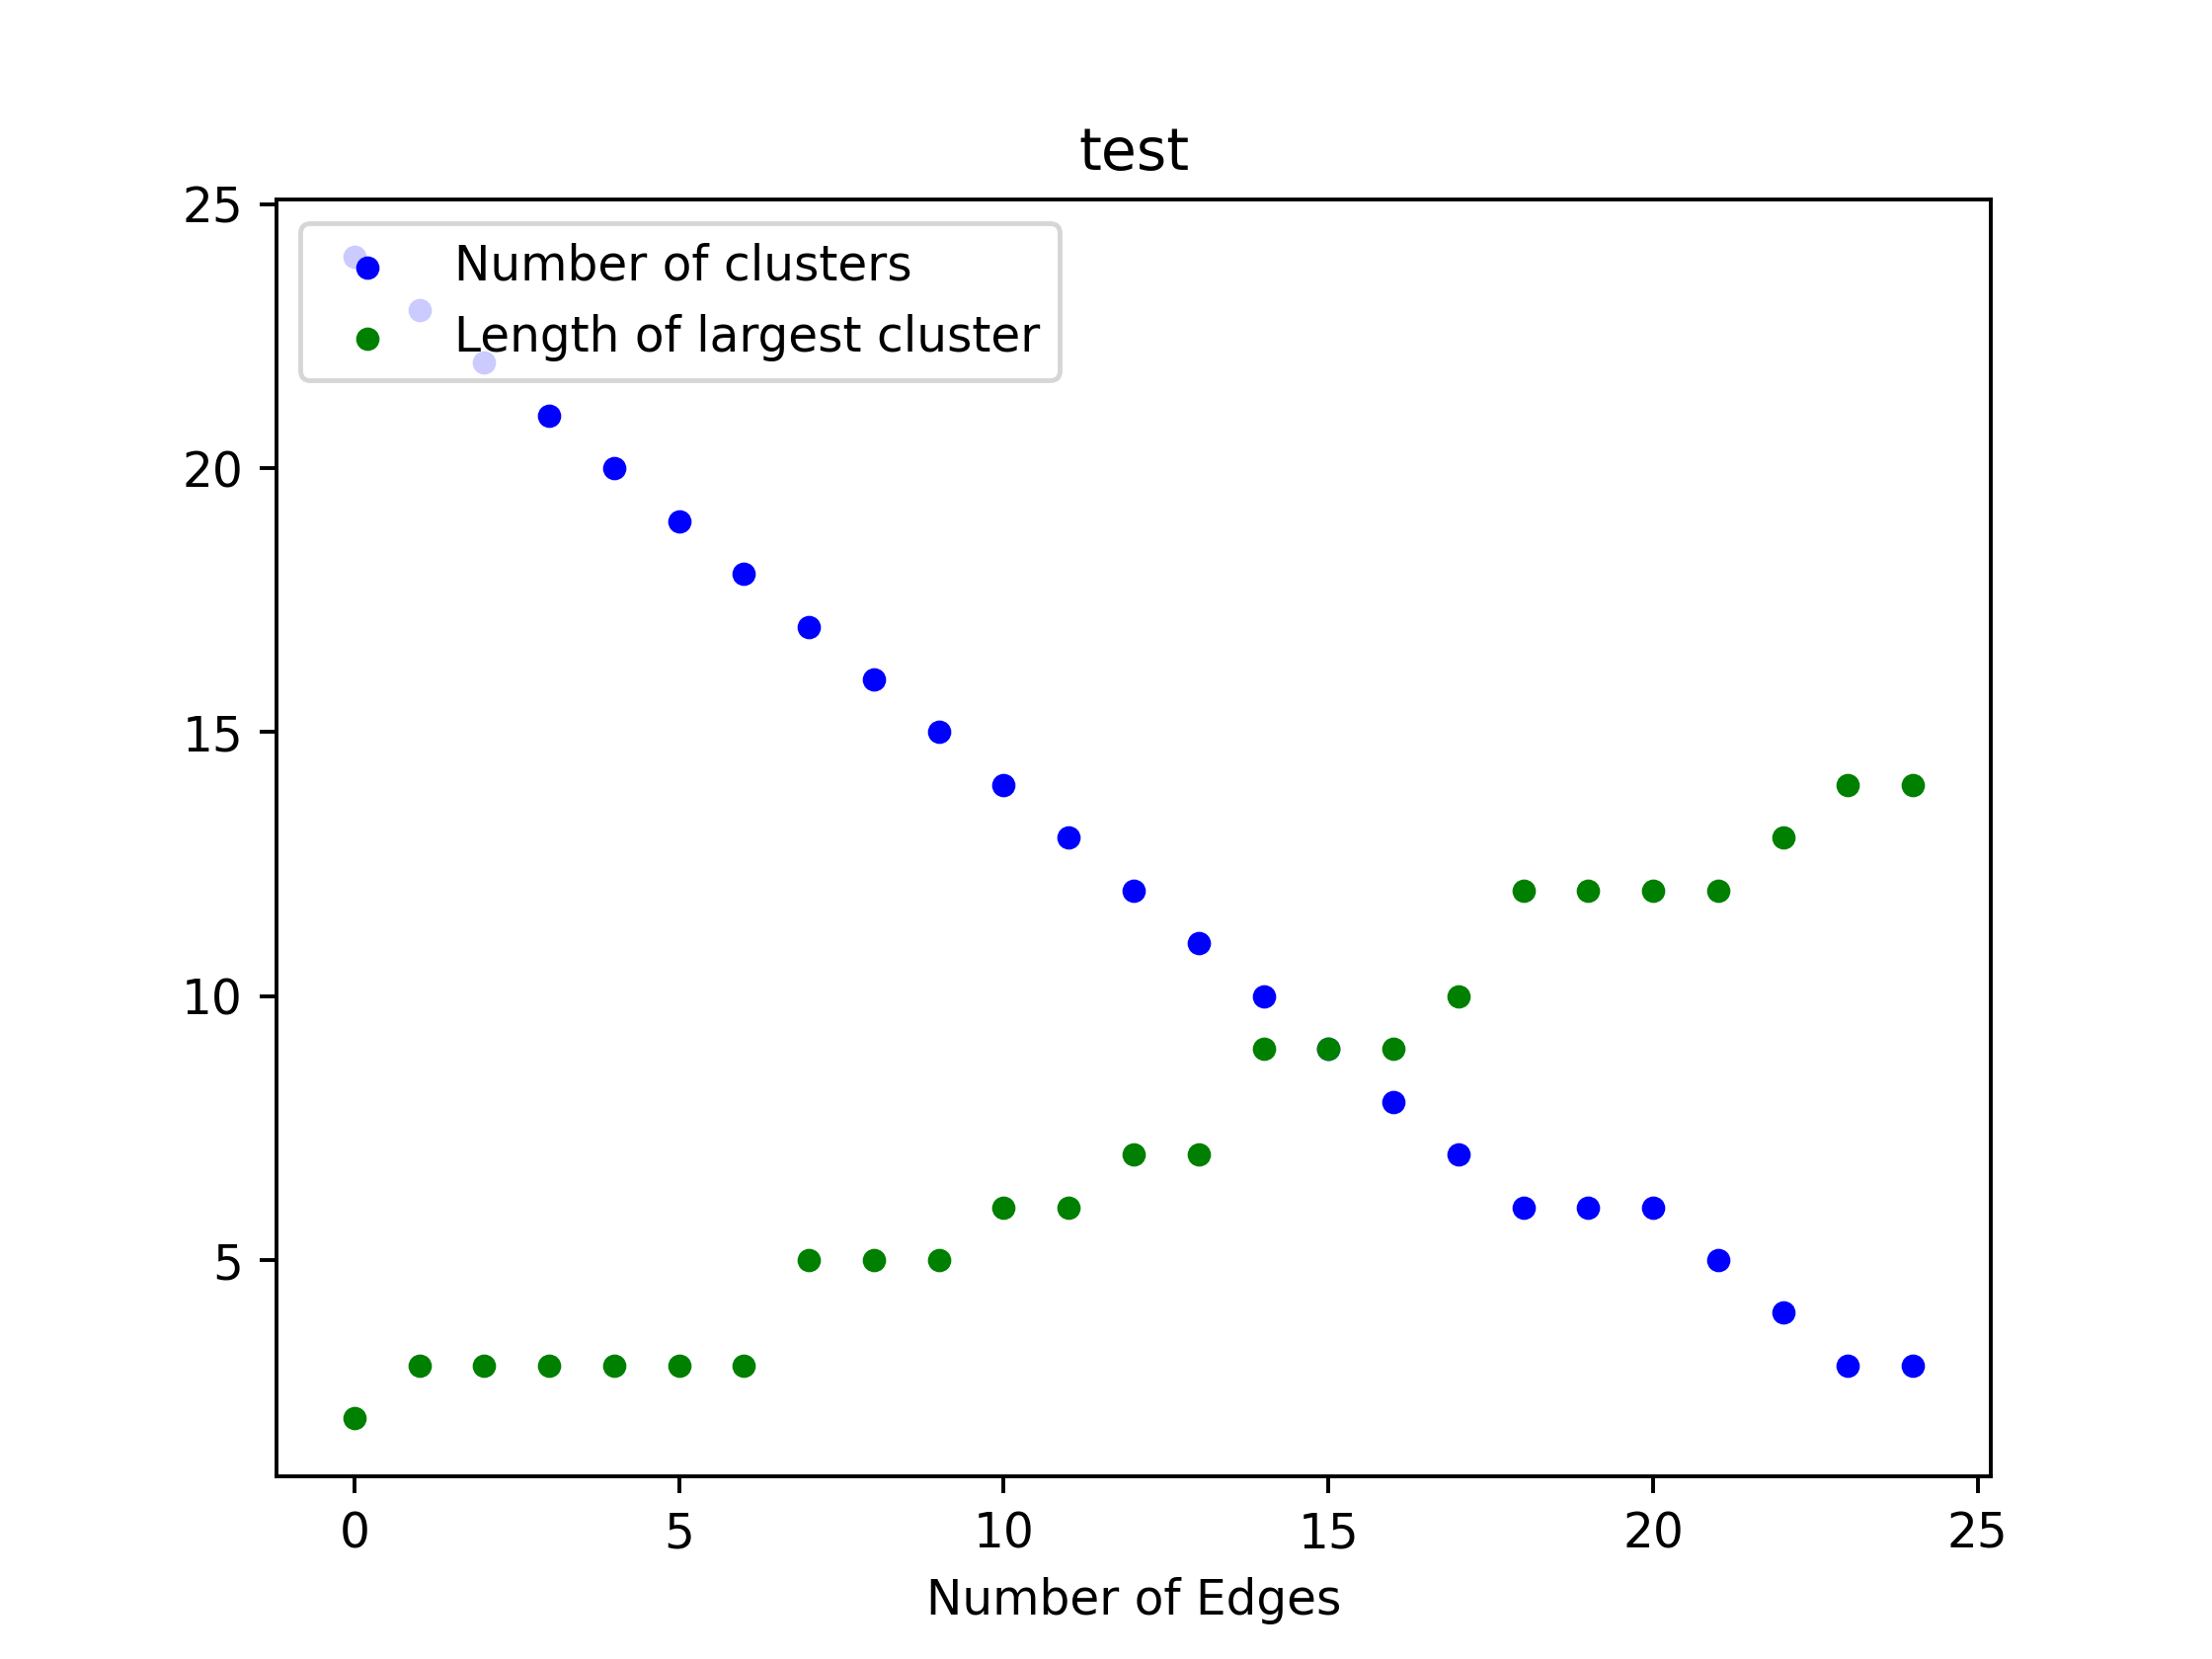 test
25
Number of clusters
Length of largest cluster
20
15
10
5
0 5 10 15 20 25
Number of Edges